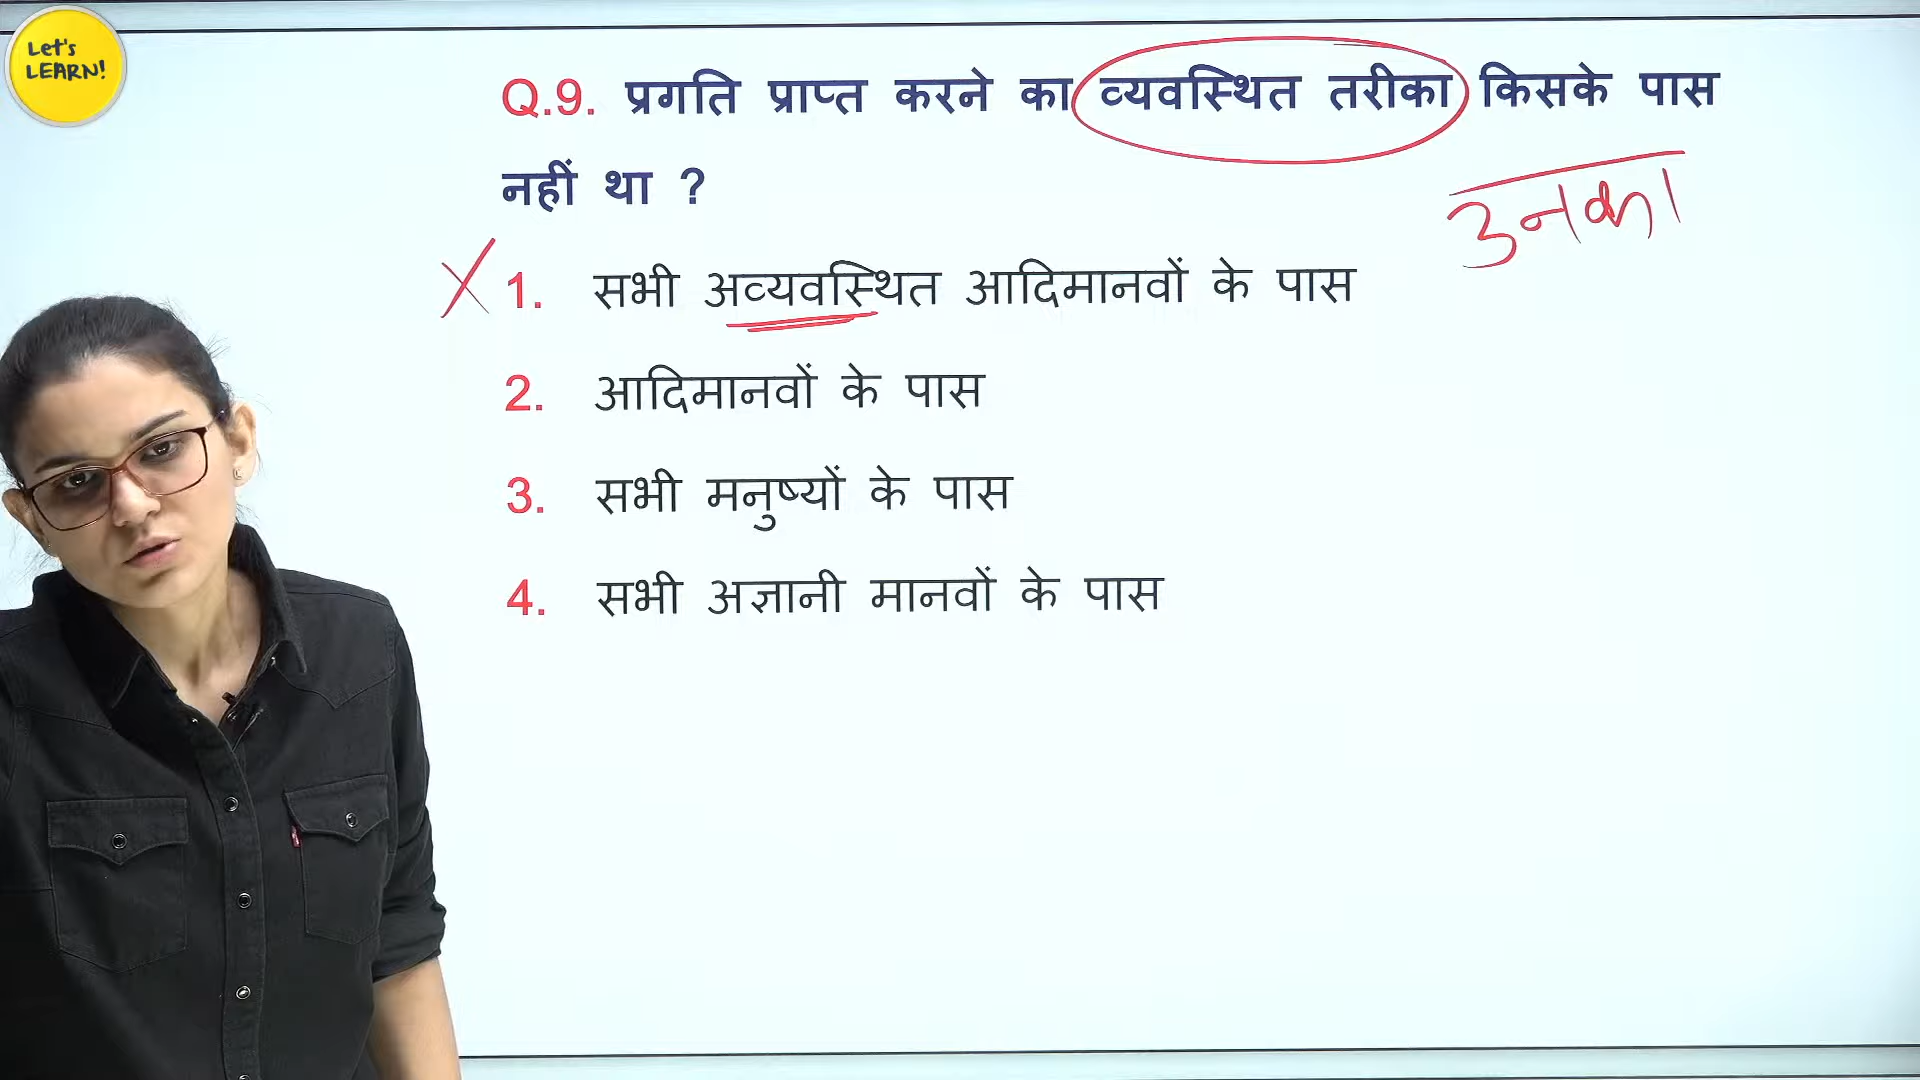 Let's
LEARN!
Q.9. प्रगति प्राप्त करने का व्यवस्थित तरीका किसके पास
नहीं था ?
उनका
1. सभी अव्यवस्थित आदिमानवों के पास
2. आदिमानवों के पास
3. सभी मनुष्यों के पास
4. सभी अज्ञानी मानवों के पास